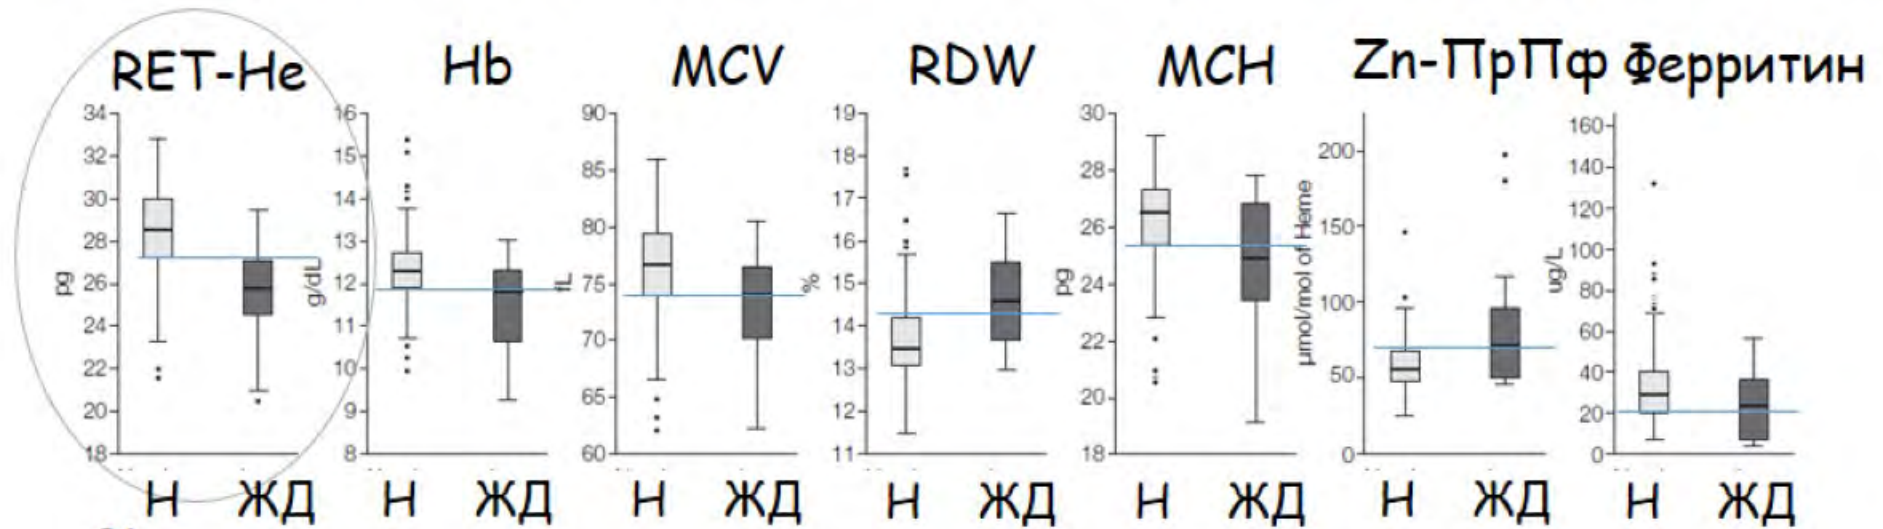 RET-He Hb MCV RDW MCH Zn-ПрПф Ферритин
34 32 30 28 26 24 22 20 18
pg
16 15 14 13 12 11 10 9 8
g/dL
90 85 80 75 70 65 60
fL
19 18 17 16 15 14 13 12 11
%
30 28 26 24 22 20 18
pg
200 150 100 50 0
µmol/mol of Heme
160 140 120 100 80 60 40 20 0
ug/L
Н ЖД Н ЖД Н ЖД Н ЖД Н ЖД Н ЖД Н ЖД